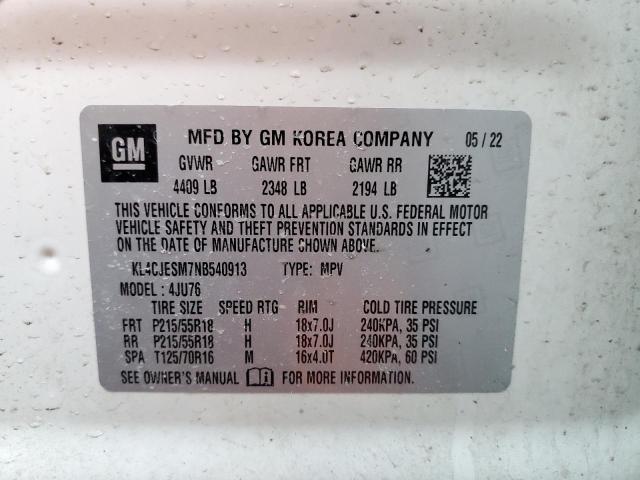 GM MFD BY GM KOREA COMPANY 05 / 22
GVWR GAWR FRT GAWR RR
4409 LB 2348 LB 2194 LB
THIS VEHICLE CONFORMS TO ALL APPLICABLE U.S. FEDERAL MOTOR
VEHICLE SAFETY AND THEFT PREVENTION STANDARDS IN EFFECT
ON THE DATE OF MANUFACTURE SHOWN ABOVE.
KL4CJESM7NB540913 TYPE: MPV
MODEL : 4JU76
TIRE SIZE SPEED RTG RIM COLD TIRE PRESSURE
FRT P215/55R18 H 18x7.0J 240KPA, 35 PSI
RR P215/55R18 H 18x7.0J 240KPA, 35 PSI
SPA T125/70R16 M 16x4.0T 420KPA, 60 PSI
SEE OWNER'S MANUAL FOR MORE INFORMATION.